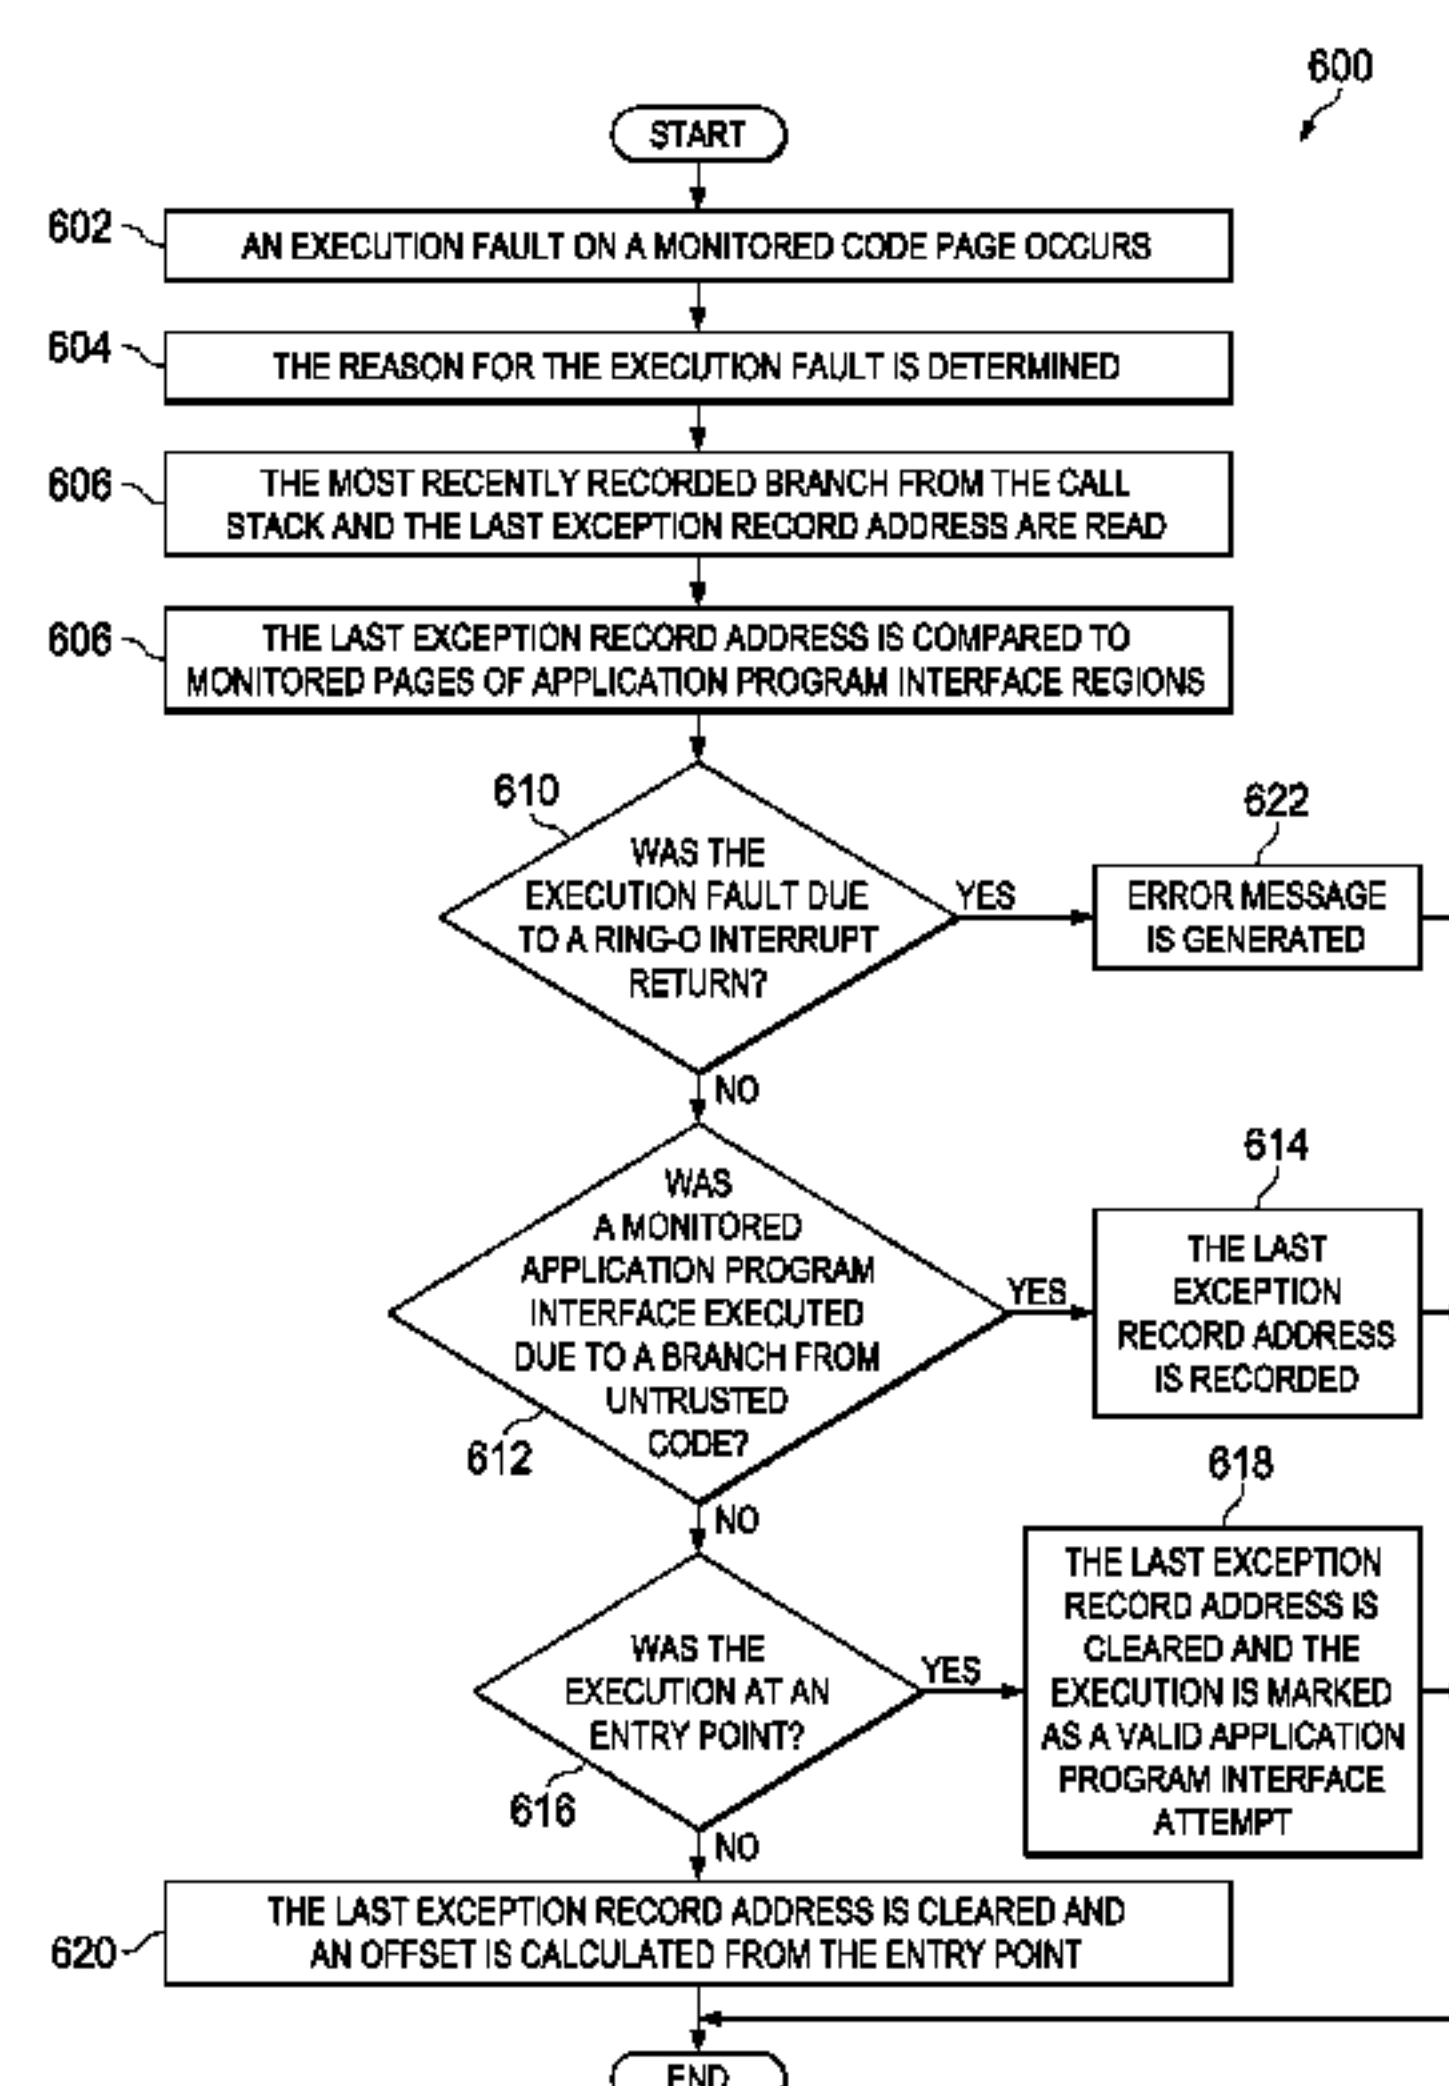 600
START
602
AN EXECUTION FAULT ON A MONITORED CODE PAGE OCCURS
604
THE REASON FOR THE EXECUTION FAULT IS DETERMINED
606
THE MOST RECENTLY RECORDED BRANCH FROM THE CALL
STACK AND THE LAST EXCEPTION RECORD ADDRESS ARE READ
606
THE LAST EXCEPTION RECORD ADDRESS IS COMPARED TO
MONITORED PAGES OF APPLICATION PROGRAM INTERFACE REGIONS
610
WAS THE
EXECUTION FAULT DUE
TO A RING-O INTERRUPT
RETURN?
YES
622
ERROR MESSAGE
IS GENERATED
NO
WAS
A MONITORED
APPLICATION PROGRAM
INTERFACE EXECUTED
DUE TO A BRANCH FROM
UNTRUSTED
CODE?
612
YES
614
THE LAST
EXCEPTION
RECORD ADDRESS
IS RECORDED
NO
WAS THE
EXECUTION AT AN
ENTRY POINT?
616
YES
618
THE LAST EXCEPTION
RECORD ADDRESS IS
CLEARED AND THE
EXECUTION IS MARKED
AS A VALID APPLICATION
PROGRAM INTERFACE
ATTEMPT
NO
620
THE LAST EXCEPTION RECORD ADDRESS IS CLEARED AND
AN OFFSET IS CALCULATED FROM THE ENTRY POINT
END